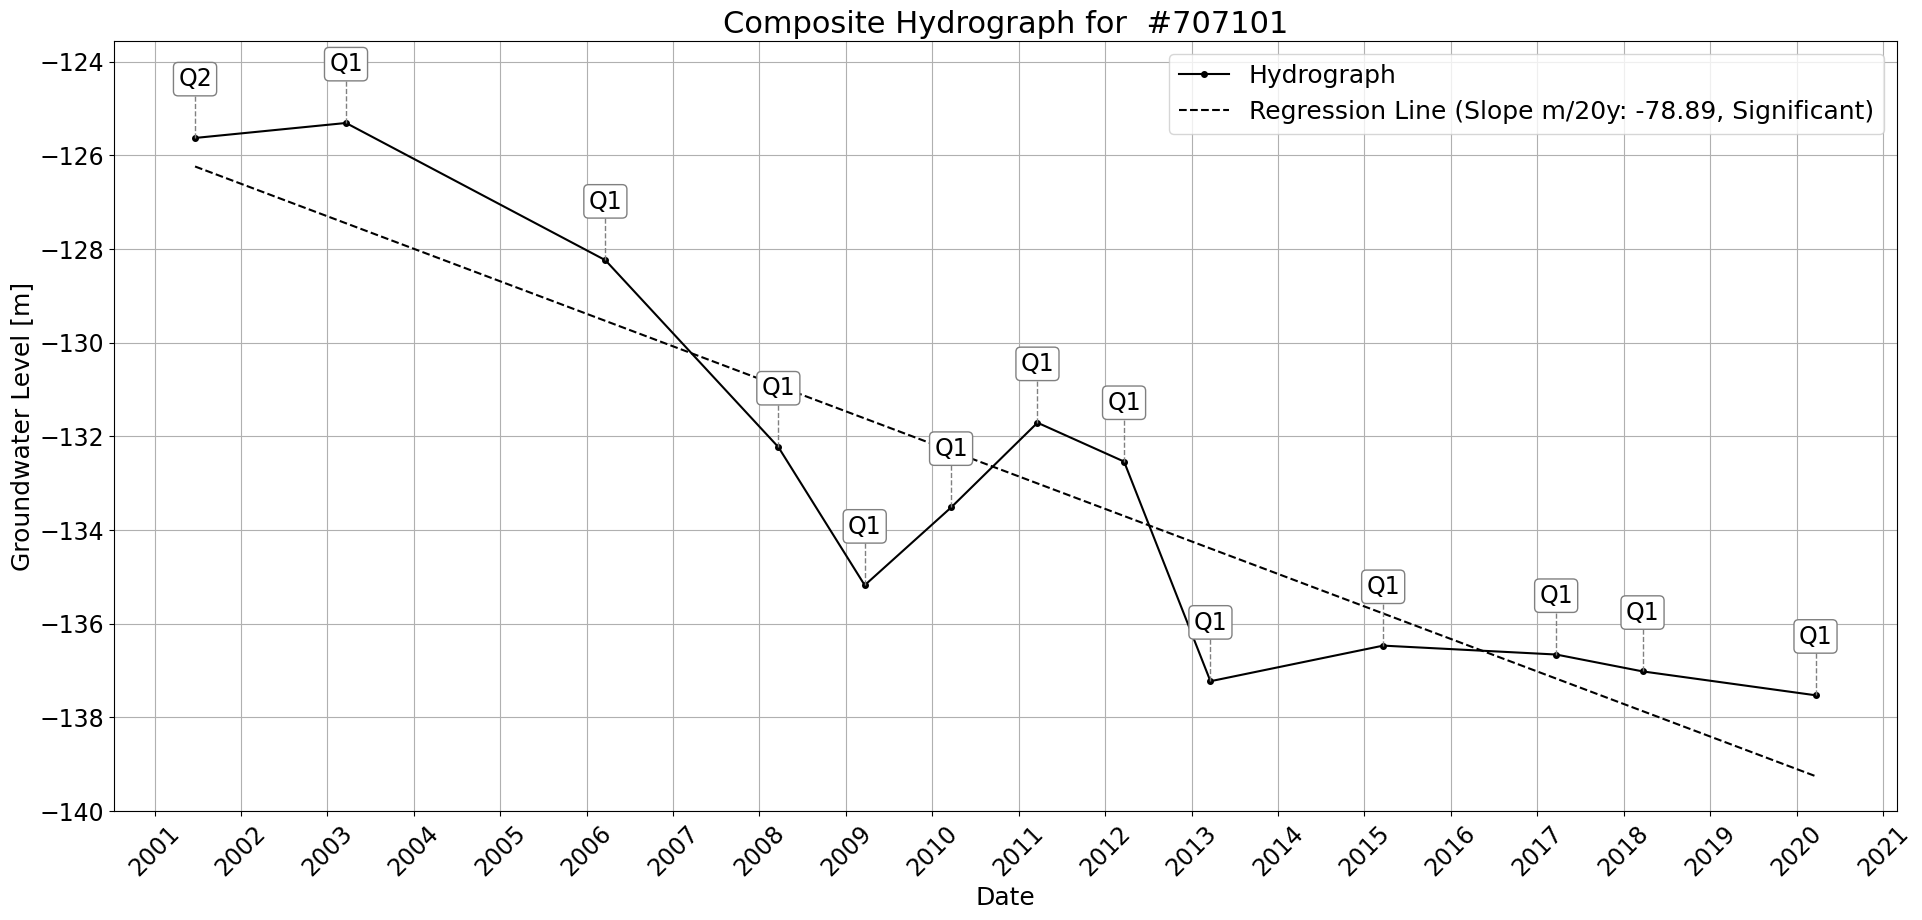 Composite Hydrograph for  #707101
Hydrograph
Regression Line (Slope m/20y: -78.89, Significant)
Groundwater Level [m]
−124
−126
−128
−130
−132
−134
−136
−138
−140
Q2
Q1
Q1
Q1
Q1
Q1
Q1
Q1
Q1
Q1
Q1
Q1
Q1
2001
2002
2003
2004
2005
2006
2007
2008
2009
2010
2011
2012
2013
2014
2015
2016
2017
2018
2019
2020
2021
Date